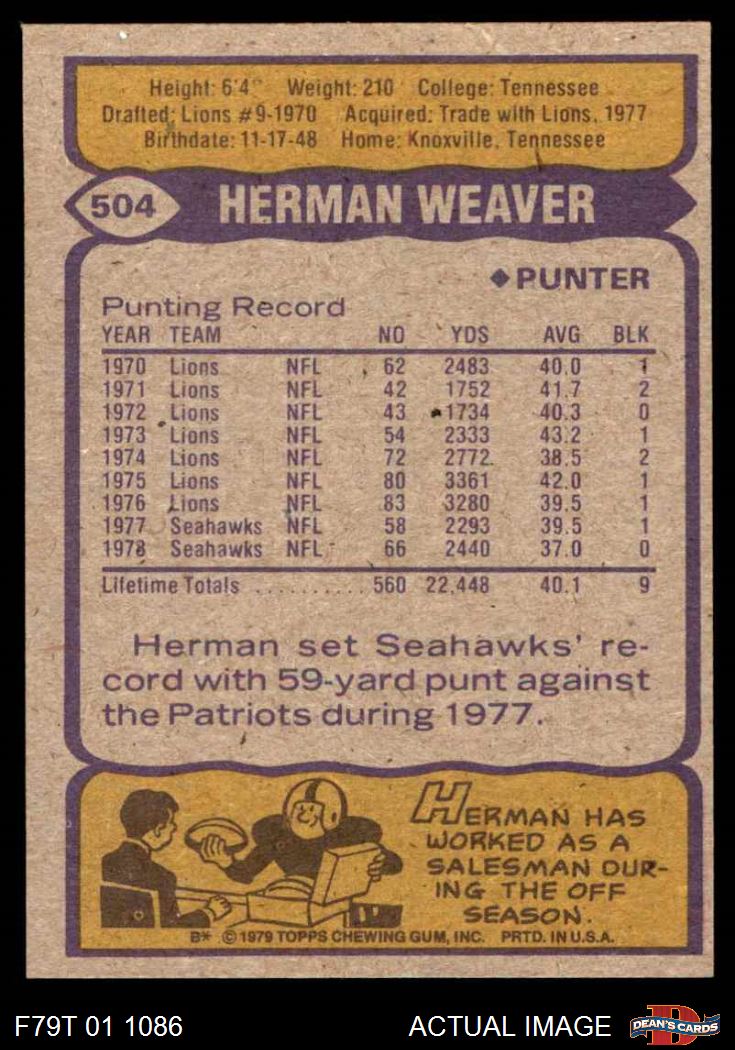 Height: 6'4" Weight: 210 College: Tennessee
Drafted: Lions #9-1970 Acquired: Trade with Lions, 1977
Birthdate: 11-17-48 Home: Knoxville, Tennessee
504 HERMAN WEAVER
◆PUNTER
Punting Record
YEAR TEAM NO YDS AVG BLK
1970 Lions NFL 62 2483 40.0 1
1971 Lions NFL 42 1752 41.7 2
1972 Lions NFL 43 1734 40.3 0
1973 Lions NFL 54 2333 43.2 1
1974 Lions NFL 72 2772 38.5 2
1975 Lions NFL 80 3361 42.0 1
1976 Lions NFL 83 3280 39.5 1
1977 Seahawks NFL 58 2293 39.5 1
1978 Seahawks NFL 66 2440 37.0 0
Lifetime Totals .......... 560 22,448 40.1 9
Herman set Seahawks' re-
cord with 59-yard punt against
the Patriots during 1977.
HERMAN HAS
WORKED AS A
SALESMAN DUR-
ING THE OFF
SEASON.
B* © 1979 TOPPS CHEWING GUM, INC. PRTD. IN U.S.A.
F79T 01 1086 ACTUAL IMAGE DEAN'S CARDS